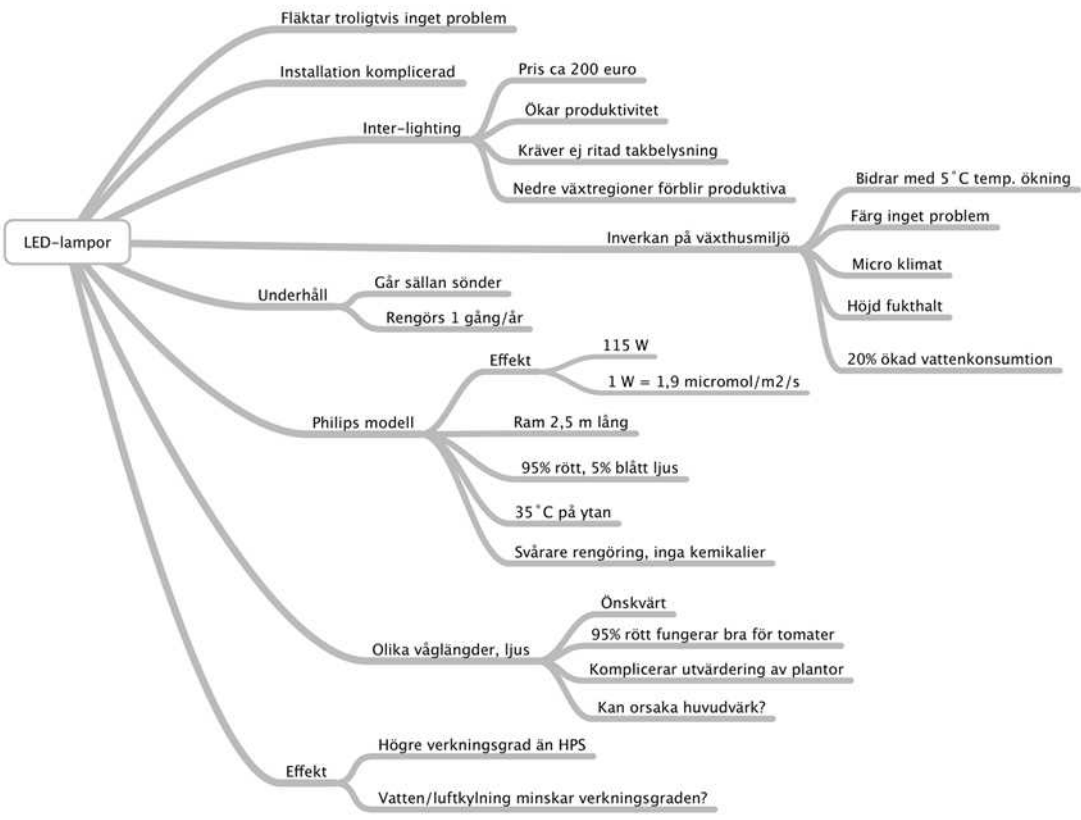 LED-lampor
Fläktar troligtvis inget problem
Installation komplicerad
Inter-lighting
Pris ca 200 euro
Ökar produktivitet
Kräver ej ritad takbelysning
Nedre växtregioner förblir produktiva
Inverkan på växthusmiljö
Bidrar med 5˚C temp. ökning
Färg inget problem
Micro klimat
Höjd fukthalt
20% ökad vattenkonsumtion
Underhåll
Går sällan sönder
Rengörs 1 gång/år
Philips modell
Effekt
115 W
1 W = 1,9 micromol/m2/s
Ram 2,5 m lång
95% rött, 5% blått ljus
35˚C på ytan
Svårare rengöring, inga kemikalier
Olika våglängder, ljus
Önskvärt
95% rött fungerar bra för tomater
Komplicerar utvärdering av plantor
Kan orsaka huvudvärk?
Effekt
Högre verkningsgrad än HPS
Vatten/luftkylning minskar verkningsgraden?